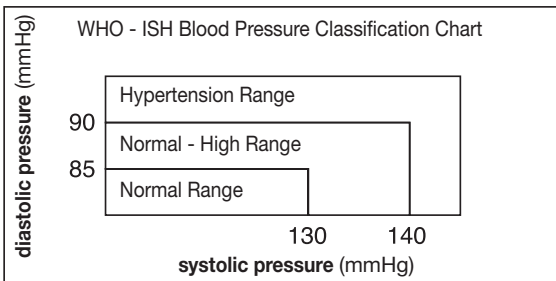 WHO - ISH Blood Pressure Classification Chart
diastolic pressure (mmHg)
Hypertension Range
90
Normal - High Range
85
Normal Range
130 140
systolic pressure (mmHg)